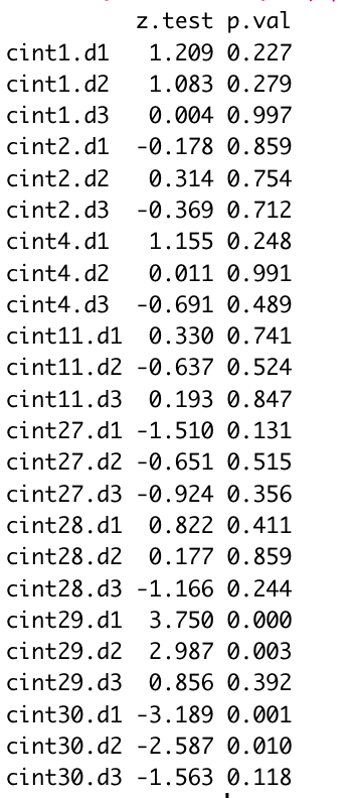 z.test p.val
cint1.d1 1.209 0.227
cint1.d2 1.083 0.279
cint1.d3 0.004 0.997
cint2.d1 -0.178 0.859
cint2.d2 0.314 0.754
cint2.d3 -0.369 0.712
cint4.d1 1.155 0.248
cint4.d2 0.011 0.991
cint4.d3 -0.691 0.489
cint11.d1 0.330 0.741
cint11.d2 -0.637 0.524
cint11.d3 0.193 0.847
cint27.d1 -1.510 0.131
cint27.d2 -0.651 0.515
cint27.d3 -0.924 0.356
cint28.d1 0.822 0.411
cint28.d2 0.177 0.859
cint28.d3 -1.166 0.244
cint29.d1 3.750 0.000
cint29.d2 2.987 0.003
cint29.d3 0.856 0.392
cint30.d1 -3.189 0.001
cint30.d2 -2.587 0.010
cint30.d3 -1.563 0.118